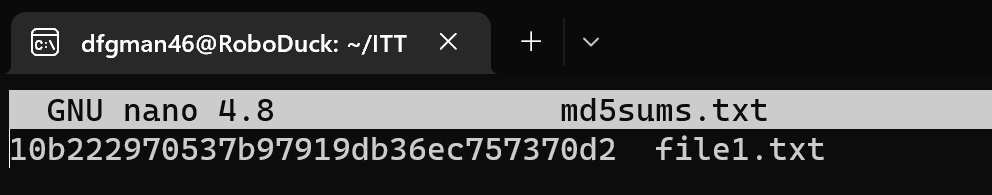 dfgman46@RoboDuck: ~/ITT
GNU nano 4.8 md5sums.txt
10b222970537b97919db36ec757370d2 file1.txt